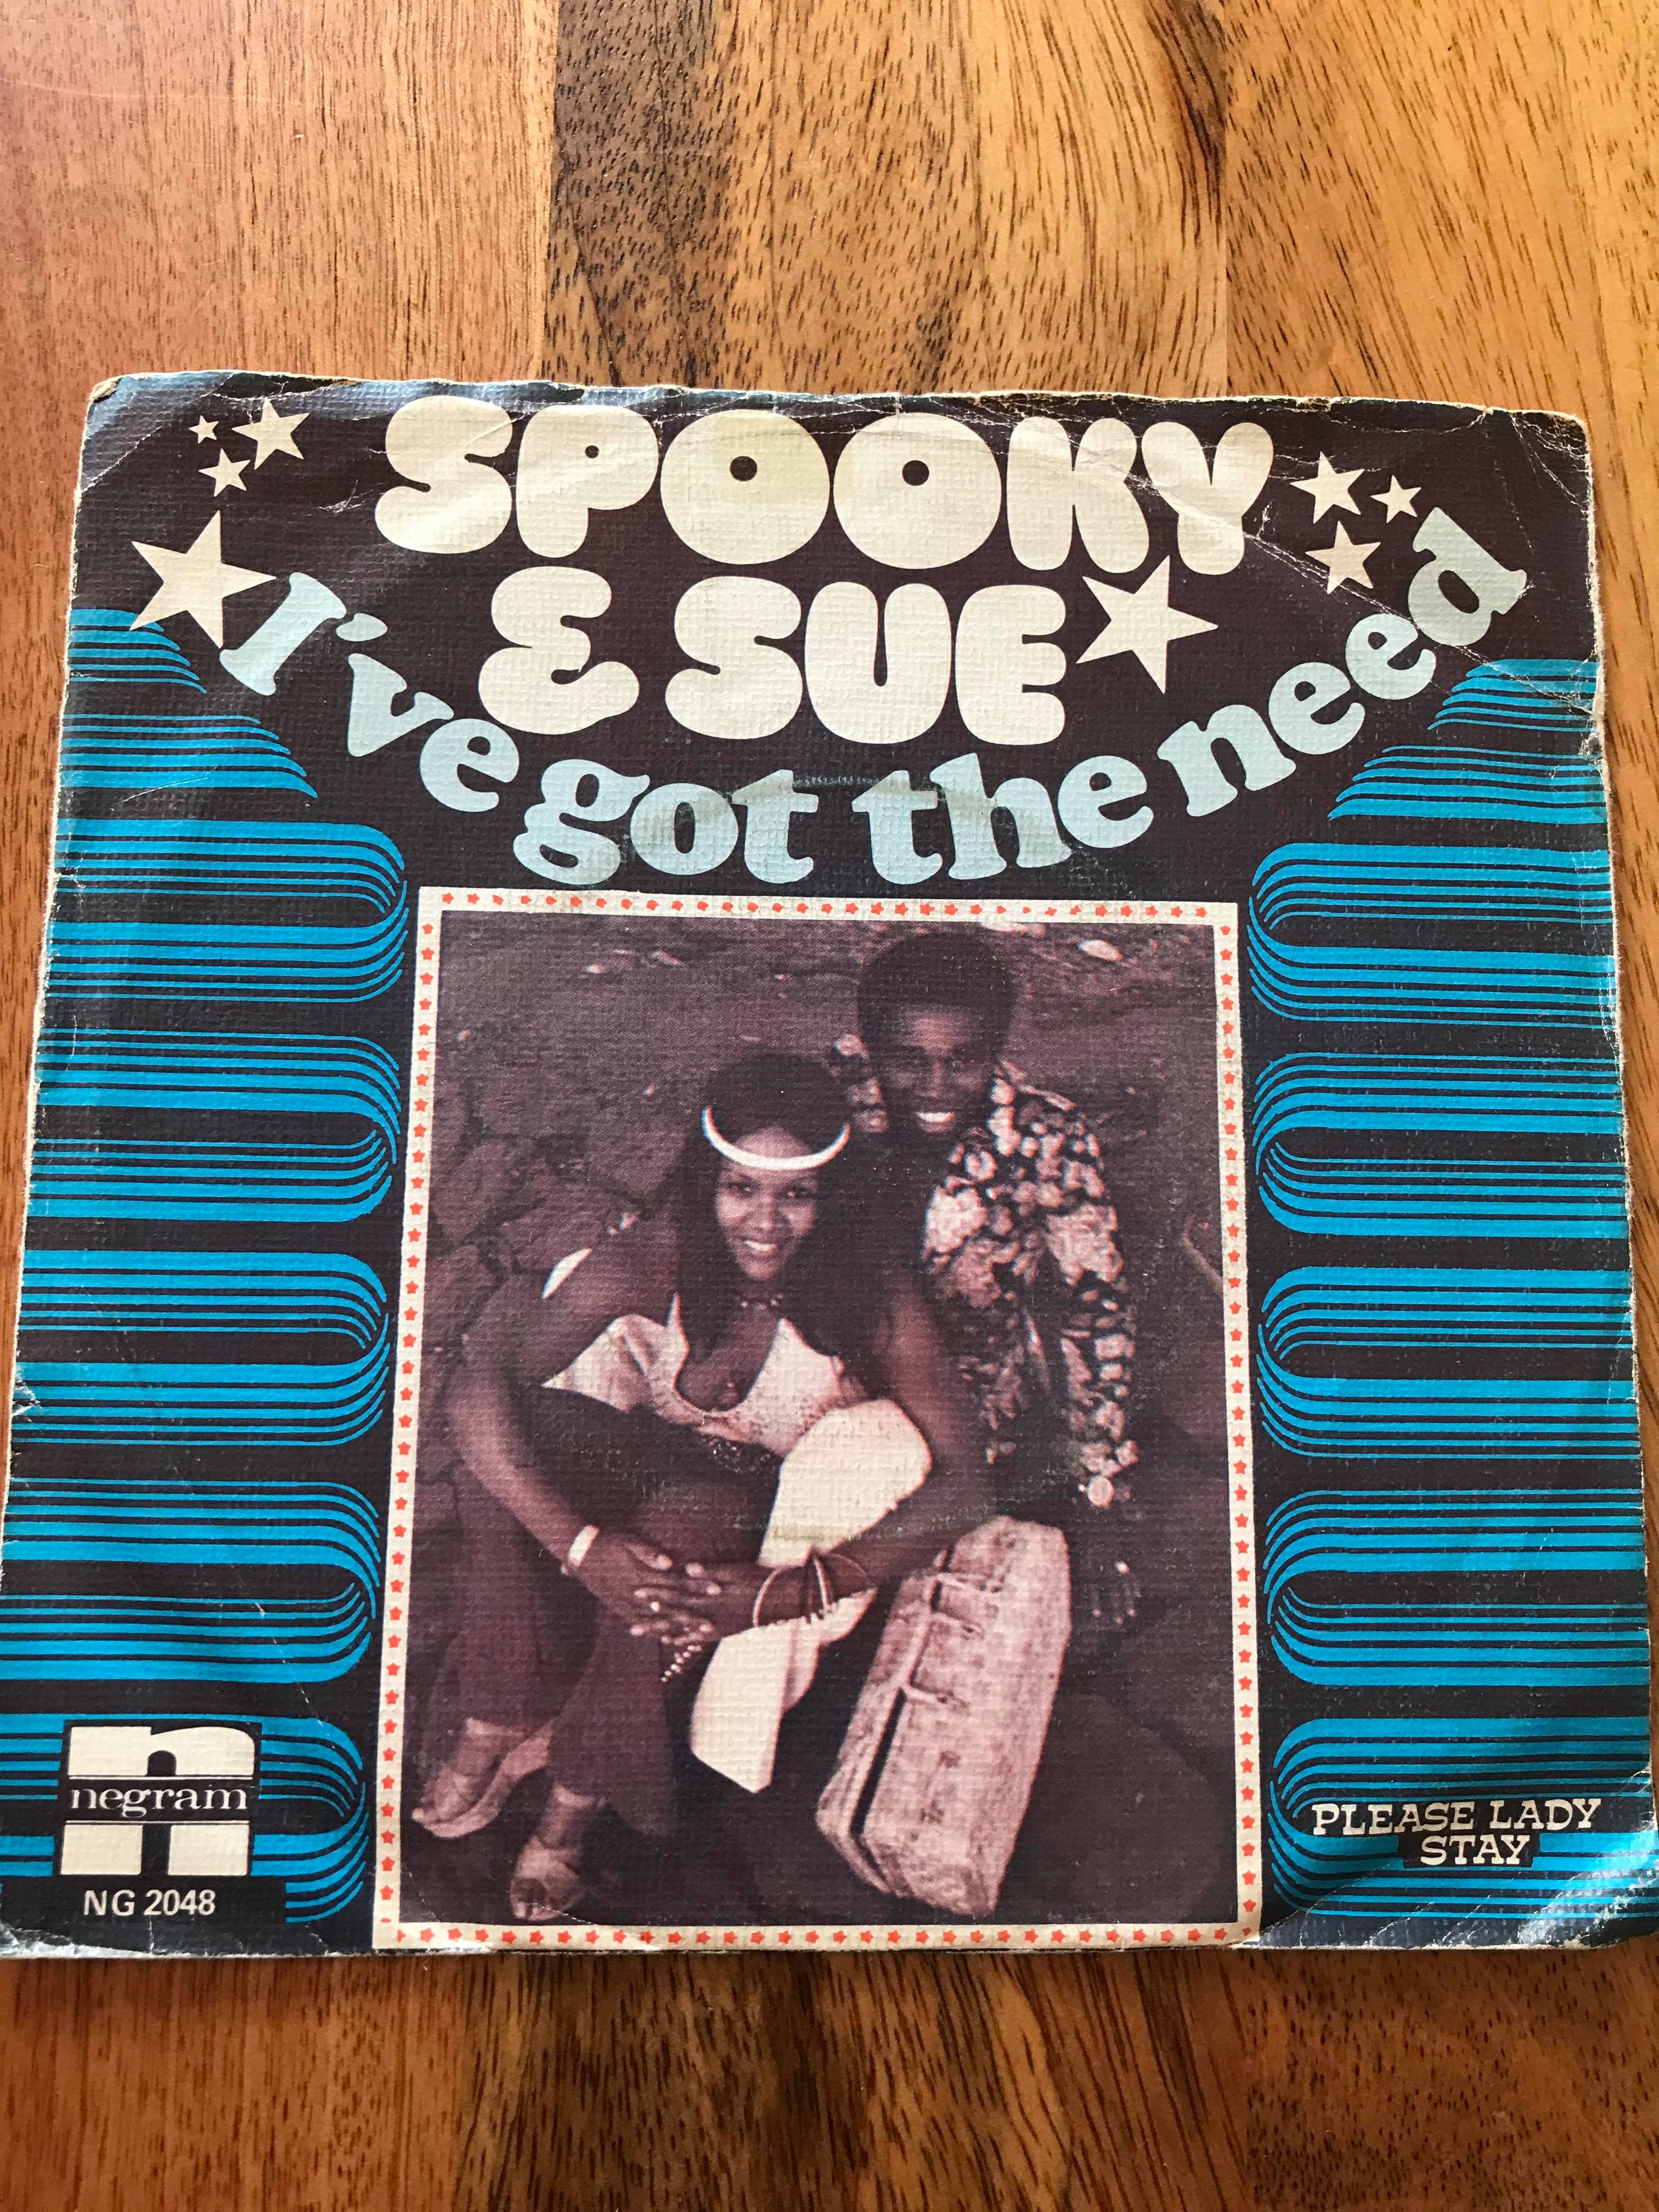 SPOOKY
& SUE
I've got the need
negram
NG 2048
PLEASE LADY
STAY